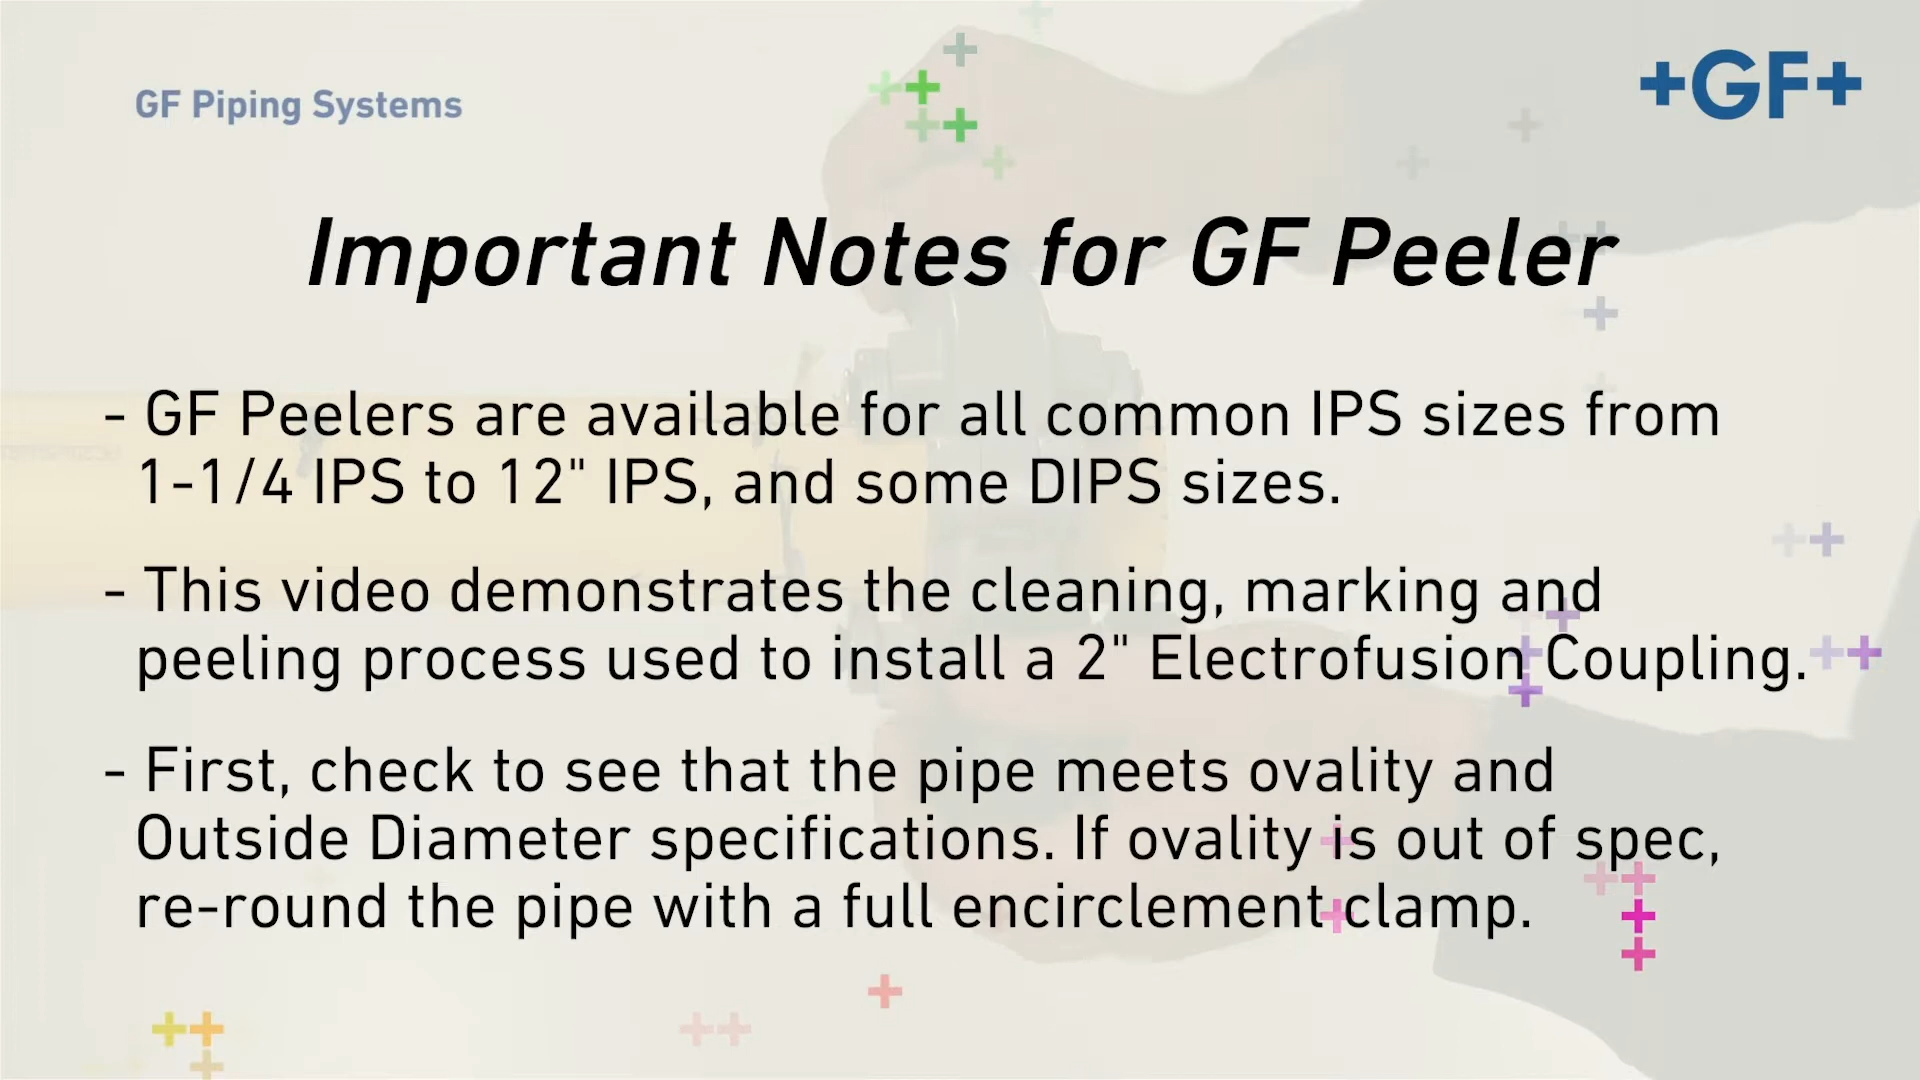 GF Piping Systems
+GF+
Important Notes for GF Peeler
- GF Peelers are available for all common IPS sizes from
1-1/4 IPS to 12" IPS, and some DIPS sizes.
- This video demonstrates the cleaning, marking and
peeling process used to install a 2" Electrofusion Coupling.
- First, check to see that the pipe meets ovality and
Outside Diameter specifications. If ovality is out of spec,
re-round the pipe with a full encirclement clamp.